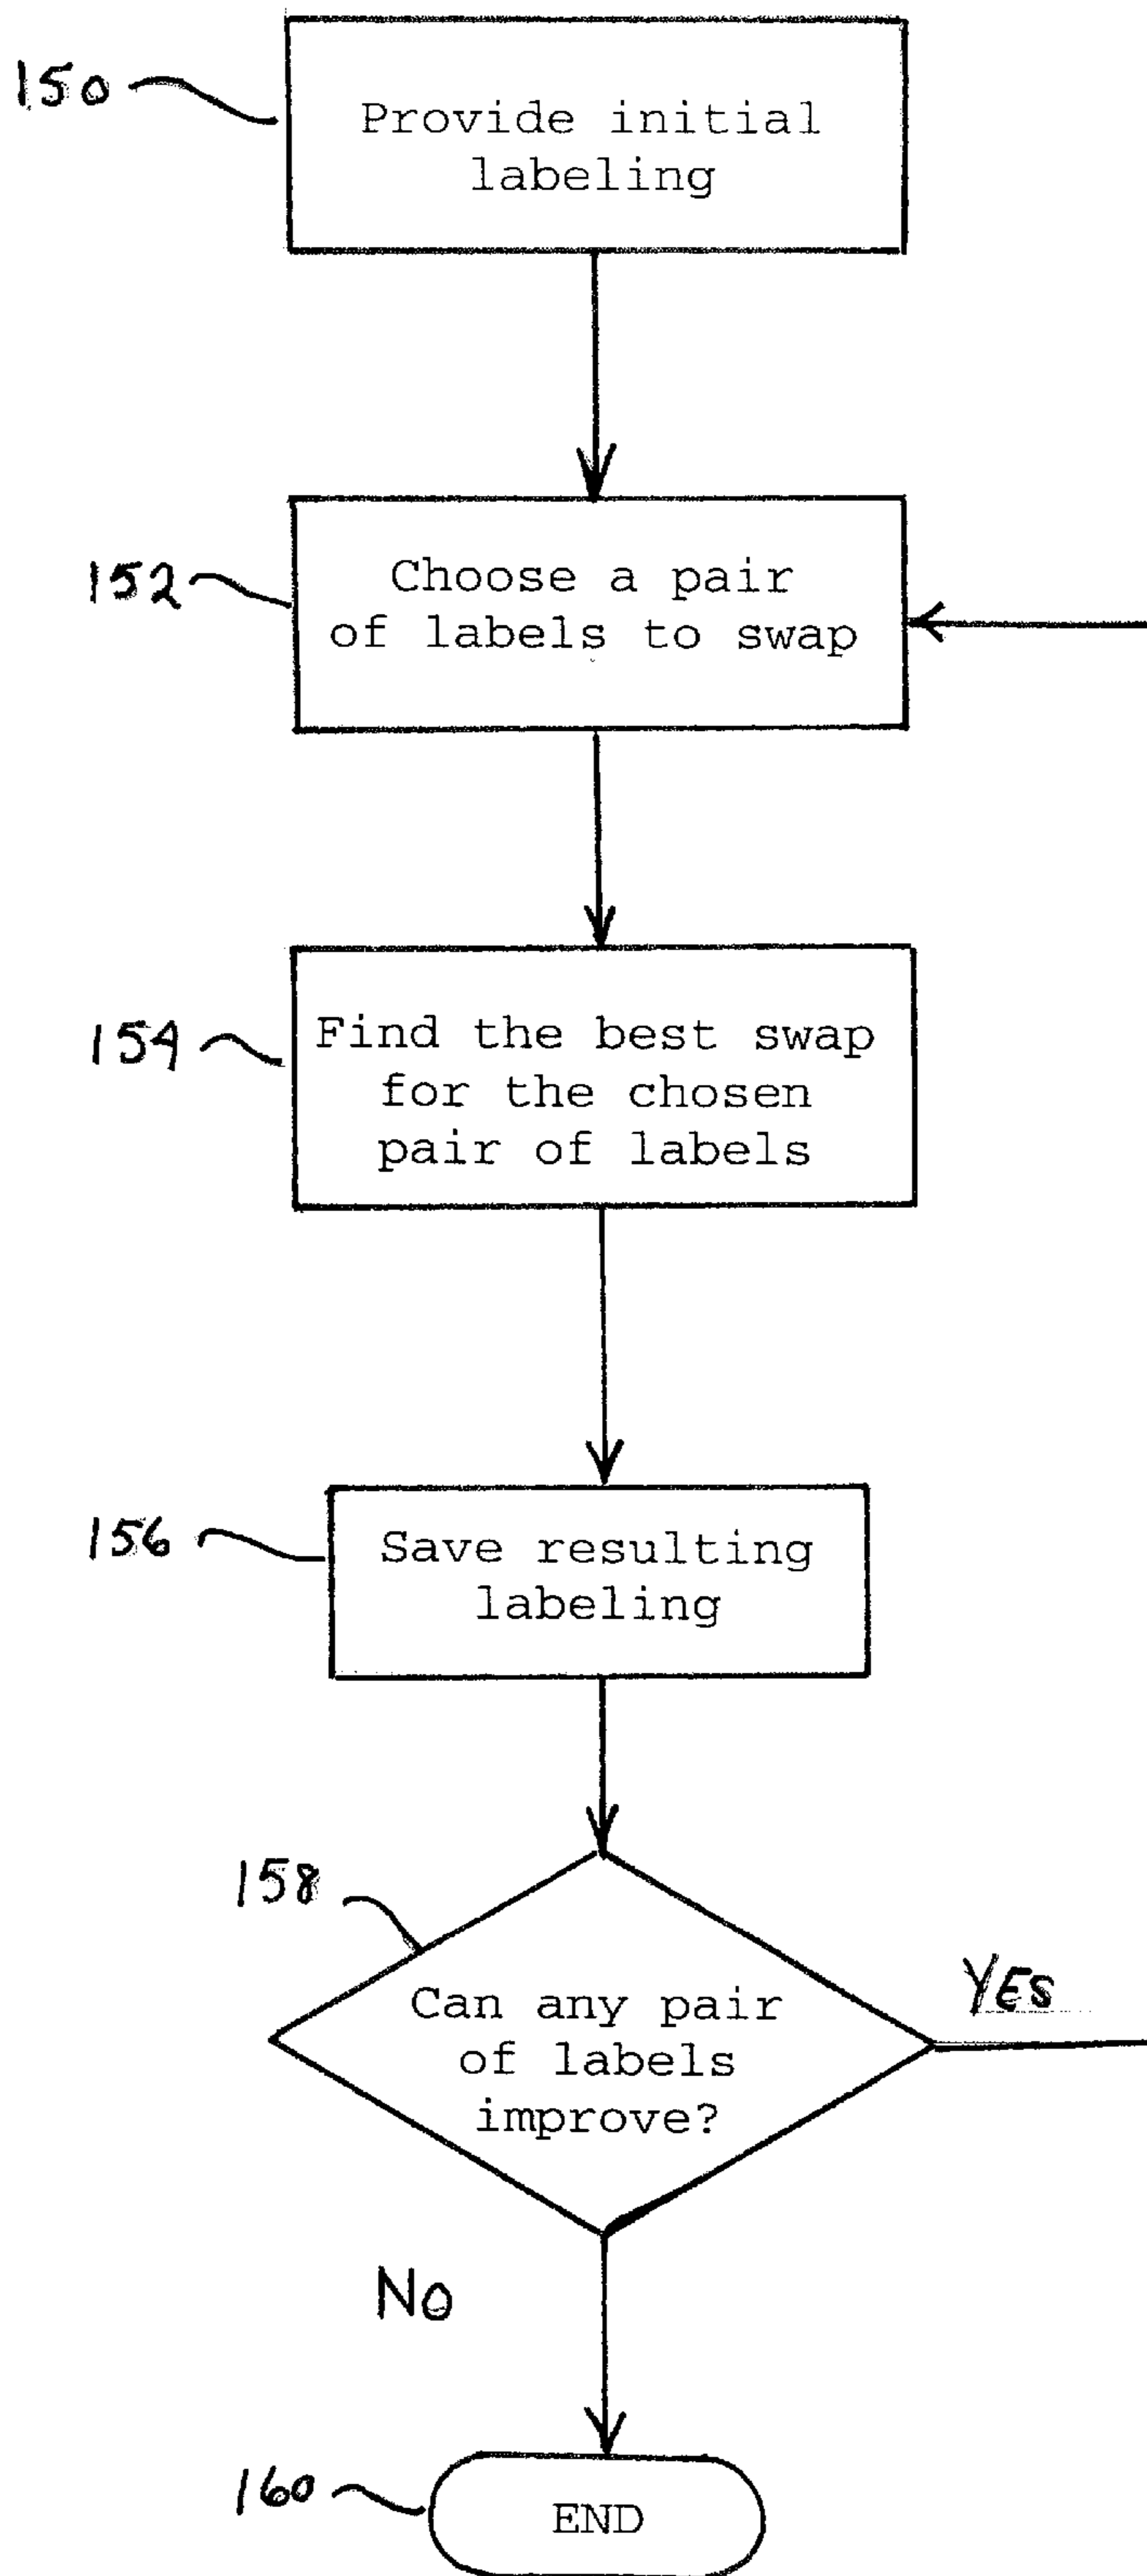 150
Provide initial
labeling
152
Choose a pair
of labels to swap
154
Find the best swap
for the chosen
pair of labels
156
Save resulting
labeling
158
Can any pair
of labels
improve?
YES
No
160
END